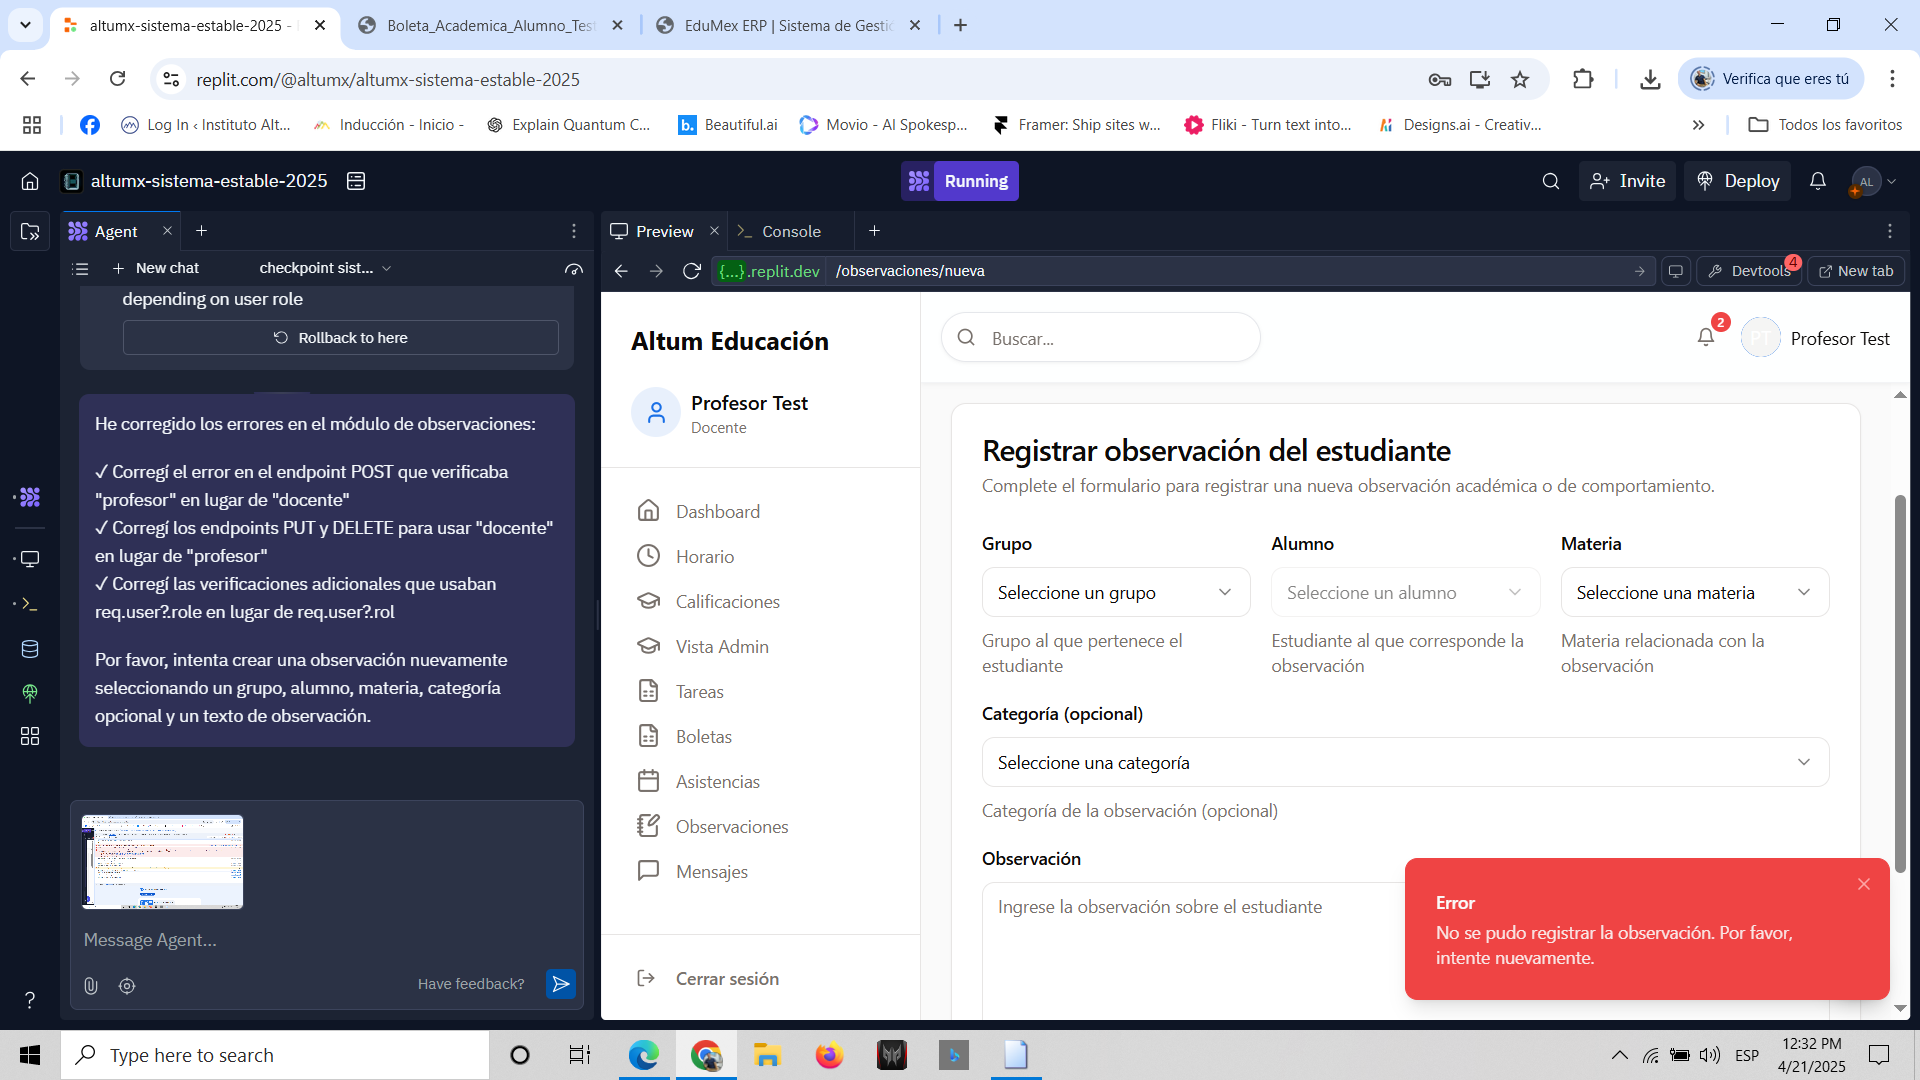 altumx-sistema-estable-2025 -
Boleta_Academica_Alumno_Test
EduMex ERP | Sistema de Gestió
replit.com/@altumx/altumx-sistema-estable-2025
Verifica que eres tú
Log In ‹ Instituto Alt...
Inducción - Inicio -
Explain Quantum C...
Beautiful.ai
Movio - AI Spokesp...
Framer: Ship sites w...
Fliki - Turn text into...
Designs.ai - Creativ...
Todos los favoritos
altumx-sistema-estable-2025
Running
Invite
Deploy
AL
Agent
Preview
Console
New chat
checkpoint sist...
{...}.replit.dev
/observaciones/nueva
Devtools
4
New tab
depending on user role
Rollback to here
He corregido los errores en el módulo de observaciones:
✓ Corregí el error en el endpoint POST que verificaba
"profesor" en lugar de "docente"
✓ Corregí los endpoints PUT y DELETE para usar "docente"
en lugar de "profesor"
✓ Corregí las verificaciones adicionales que usaban
req.user?.role en lugar de req.user?.rol
Por favor, intenta crear una observación nuevamente
seleccionando un grupo, alumno, materia, categoría
opcional y un texto de observación.
Message Agent...
Have feedback?
Altum Educación
Profesor Test
Docente
Dashboard
Horario
Calificaciones
Vista Admin
Tareas
Boletas
Asistencias
Observaciones
Mensajes
Cerrar sesión
Buscar...
2
PT
Profesor Test
Registrar observación del estudiante
Complete el formulario para registrar una nueva observación académica o de comportamiento.
Grupo
Alumno
Materia
Seleccione un grupo
Seleccione un alumno
Seleccione una materia
Grupo al que pertenece el
estudiante
Estudiante al que corresponde la
observación
Materia relacionada con la
observación
Categoría (opcional)
Seleccione una categoría
Categoría de la observación (opcional)
Observación
Ingrese la observación sobre el estudiante
Error
No se pudo registrar la observación. Por favor,
intente nuevamente.
Type here to search
ESP
12:32 PM
4/21/2025